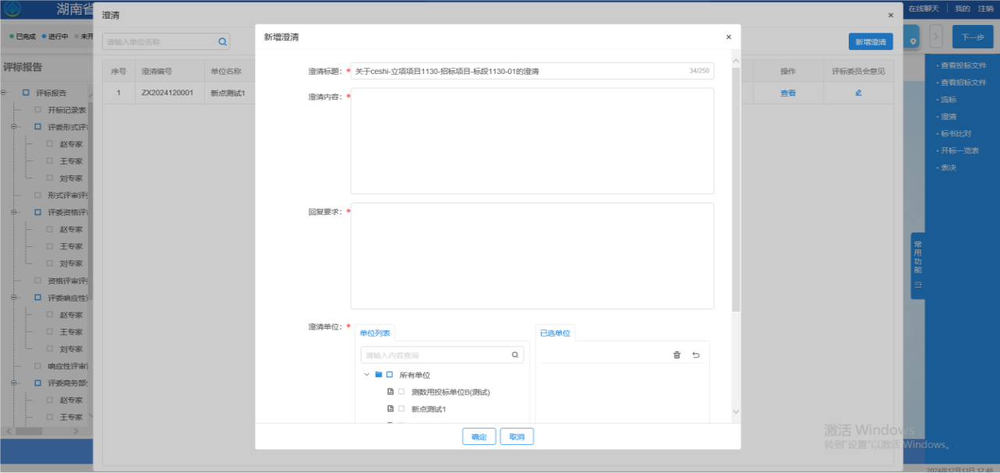 湖南省
在线聊天 我的 注销
已完成 进行中 未开
下一步
评标报告
评标报告
开标记录表
评委形式评
赵专家
王专家
刘专家
形式评审评
评委资格评
赵专家
王专家
刘专家
资格评审评
评委响应性
赵专家
王专家
刘专家
响应性评审
评委商务部
赵专家
王专家
澄清
×
请输入单位名称
新增澄清
序号 澄清编号 单位名称 操作 评标委员会意见
1 ZX2024120001 新点测试1 查看
新增澄清
×
澄清标题： * 关于ceshi-立项项目1130-招标项目-标段1130-01的澄清 34/250
澄清内容： *
回复要求： *
澄清单位： *
单位列表
已选单位
请输入内容查询
所有单位
测数用投标单位B(测试)
新点测试1
确定 取消
· 查看投标文件
· 查看招标文件
· 流标
· 澄清
· 标书比对
· 开标一览表
· 表决
常用功能
激活 Windows
转到"设置"以激活 Windows。
2024年12月13日 12:46